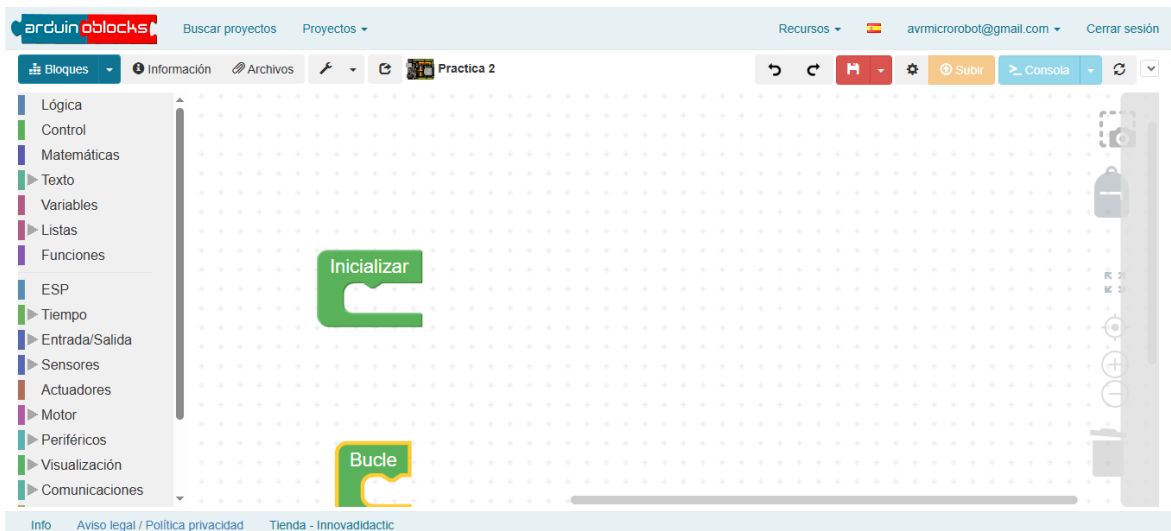 arduinoblocks Buscar proyectos Proyectos Recursos avrmicrorobot@gmail.com Cerrar sesión
Bloques Información Archivos Practica 2 Subir >_ Consola
Lógica
Control
Matemáticas
Texto
Variables
Listas
Funciones
ESP
Tiempo
Entrada/Salida
Sensores
Actuadores
Motor
Periféricos
Visualización
Comunicaciones
Inicializar
Bucle
Info Aviso legal / Política privacidad Tienda - Innovadidactic